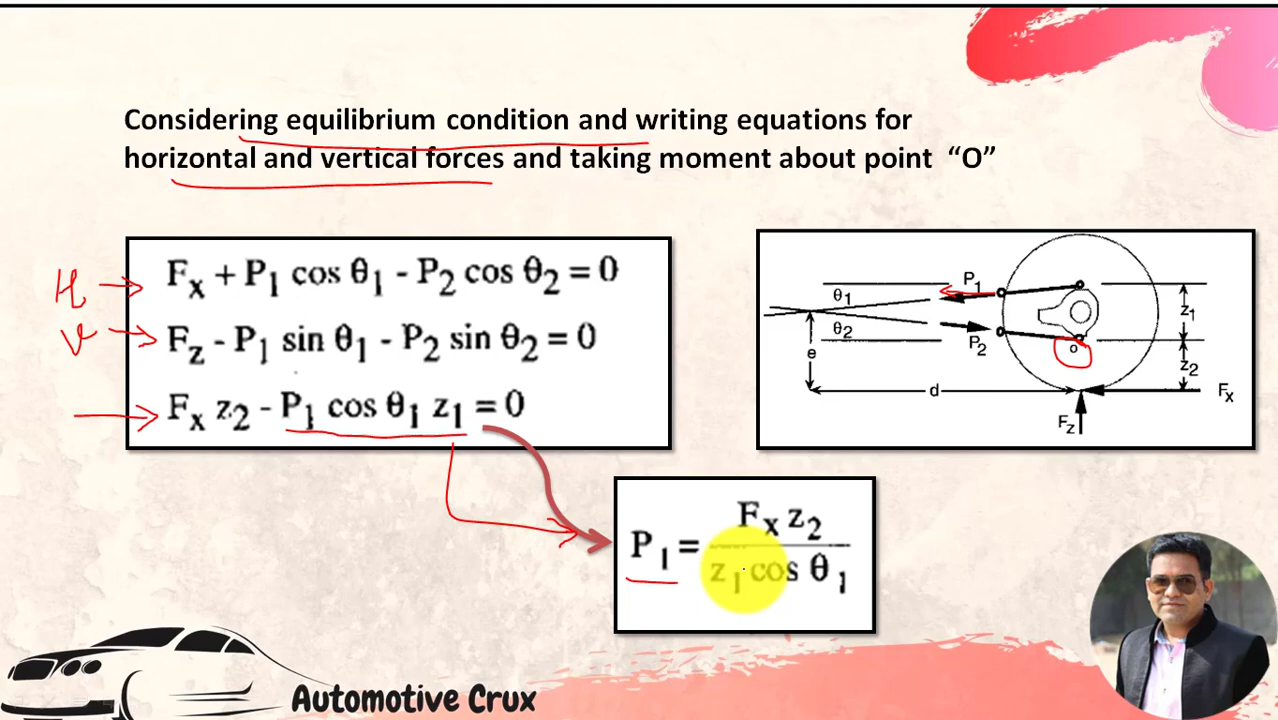 Considering equilibrium condition and writing equations for
horizontal and vertical forces and taking moment about point “O”
H
V
Fx + P1 cos θ1 - P2 cos θ2 = 0
Fz - P1 sin θ1 - P2 sin θ2 = 0
Fx z2 - P1 cos θ1 z1 = 0
P1
θ1
θ2
P2
o
z1
z2
e
d
Fx
Fz
P1 = Fx z2
z1 cos θ1
Automotive Crux